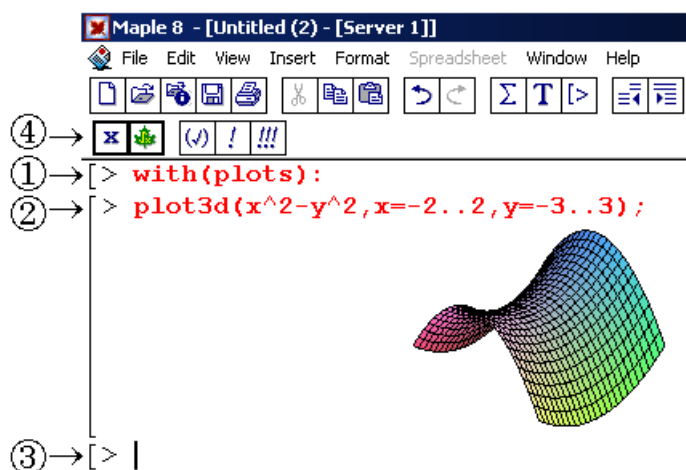 Maple 8 - [Untitled (2) - [Server 1]]
File Edit View Insert Format Spreadsheet Window Help
Σ T [>
④ → x (√) ! !!!
① → [> with(plots):
② → [> plot3d(x^2-y^2,x=-2..2,y=-3..3);
③ → [>